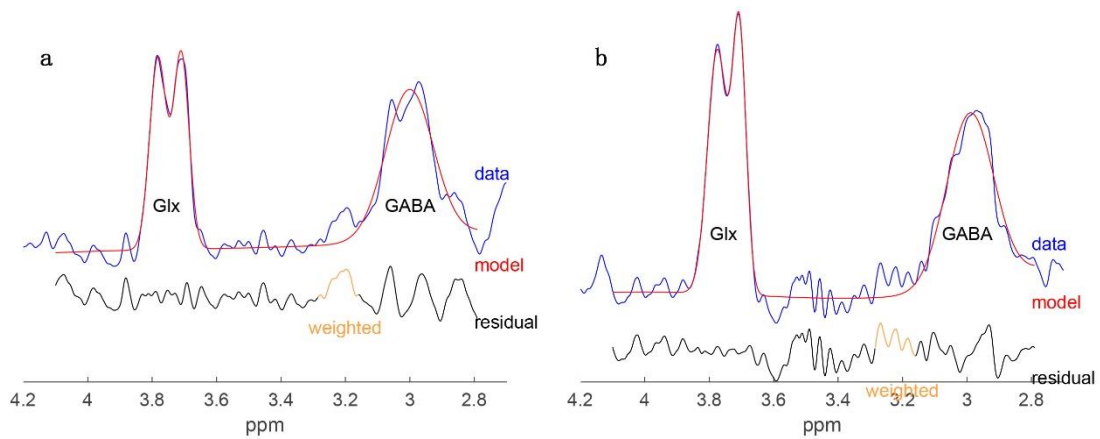 a
Glx
GABA
data
model
residual
weighted
4.2 4 3.8 3.6 3.4 3.2 3 2.8
ppm
b
Glx
GABA
data
model
residual
weighted
4.2 4 3.8 3.6 3.4 3.2 3 2.8
ppm